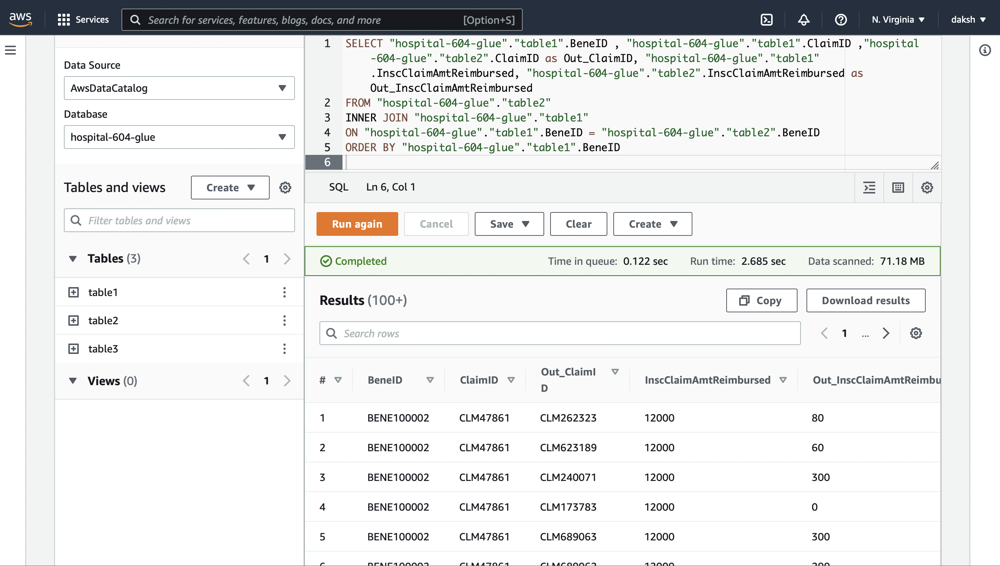 aws
Services
Search for services, features, blogs, docs, and more [Option+S]
N. Virginia
daksh
Data Source
AwsDataCatalog
Database
hospital-604-glue
Tables and views
Create
Filter tables and views
Tables (3)
1
table1
table2
table3
Views (0)
1
1 SELECT "hospital-604-glue"."table1".BeneID , "hospital-604-glue"."table1".ClaimID ,"hospital
-604-glue"."table2".ClaimID as Out_ClaimID, "hospital-604-glue"."table1"
.InscClaimAmtReimbursed, "hospital-604-glue"."table2".InscClaimAmtReimbursed as
Out_InscClaimAmtReimbursed
2 FROM "hospital-604-glue"."table2"
3 INNER JOIN "hospital-604-glue"."table1"
4 ON "hospital-604-glue"."table1".BeneID = "hospital-604-glue"."table2".BeneID
5 ORDER BY "hospital-604-glue"."table1".BeneID
6
SQL Ln 6, Col 1
Run again Cancel Save Clear Create
Completed Time in queue: 0.122 sec Run time: 2.685 sec Data scanned: 71.18 MB
Results (100+)
Copy Download results
Search rows
1 ...
# BeneID ClaimID Out_ClaimI
D InscClaimAmtReimbursed Out_InscClaimAmtReimbu
1 BENE100002 CLM47861 CLM262323 12000 80
2 BENE100002 CLM47861 CLM623189 12000 60
3 BENE100002 CLM47861 CLM240071 12000 300
4 BENE100002 CLM47861 CLM173783 12000 0
5 BENE100002 CLM47861 CLM689063 12000 300